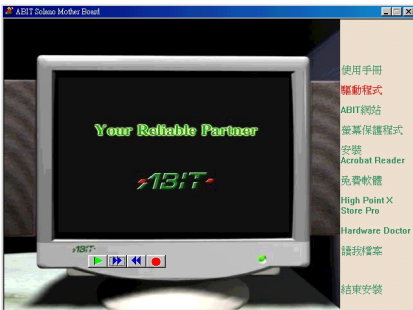 ABIT Solano Mother Board
Your Reliable Partner
ABIT
ABIT
使用手冊
驅動程式
ABIT網站
螢幕保護程式
安裝
Acrobat Reader
免費軟體
High Point X
Store Pro
Hardware Doctor
讀我檔案
結束安裝